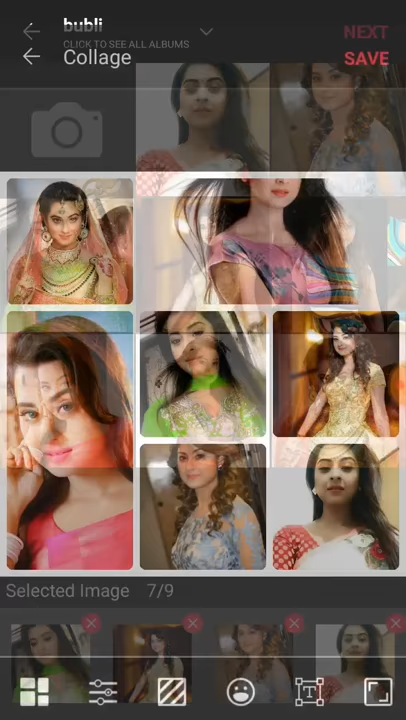 bubli
NEXT
CLICK TO SEE ALL ALBUMS
Collage
SAVE
Selected Image 7/9
T